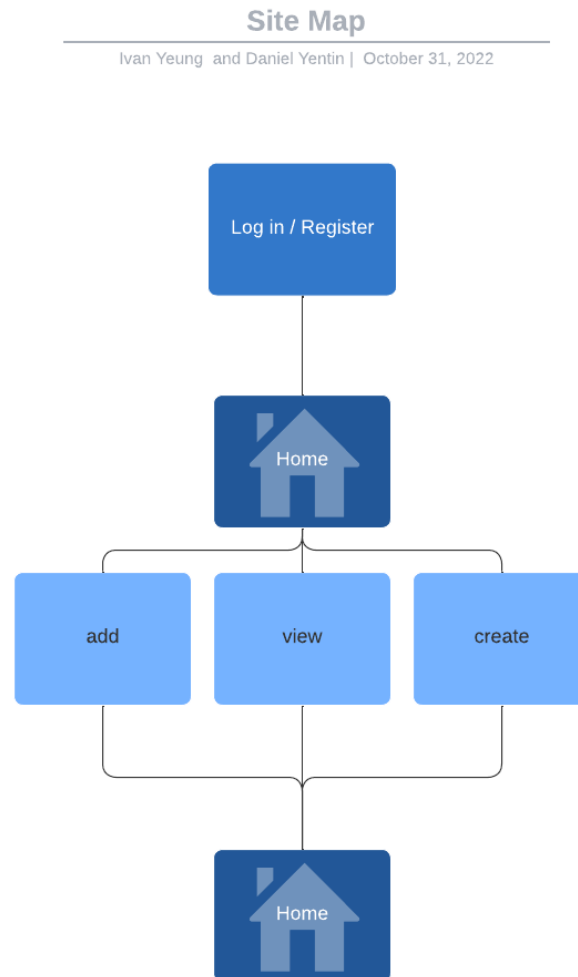 Site Map
Ivan Yeung  and Daniel Yentin |  October 31, 2022
Log in / Register
Home
add
view
create
Home